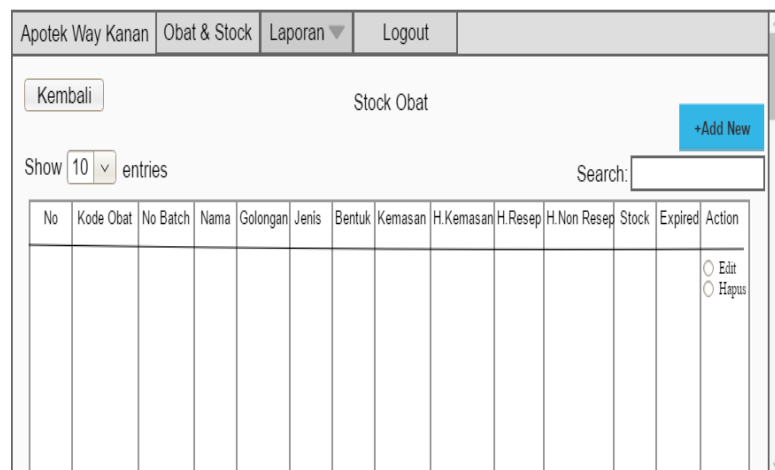 Apotek Way Kanan Obat & Stock Laporan Logout
Kembali
Stock Obat
+Add New
Show 10 entries
Search:
No Kode Obat No Batch Nama Golongan Jenis Bentuk Kemasan H.Kemasan H.Resep H.Non Resep Stock Expired Action
Edit
Hapus